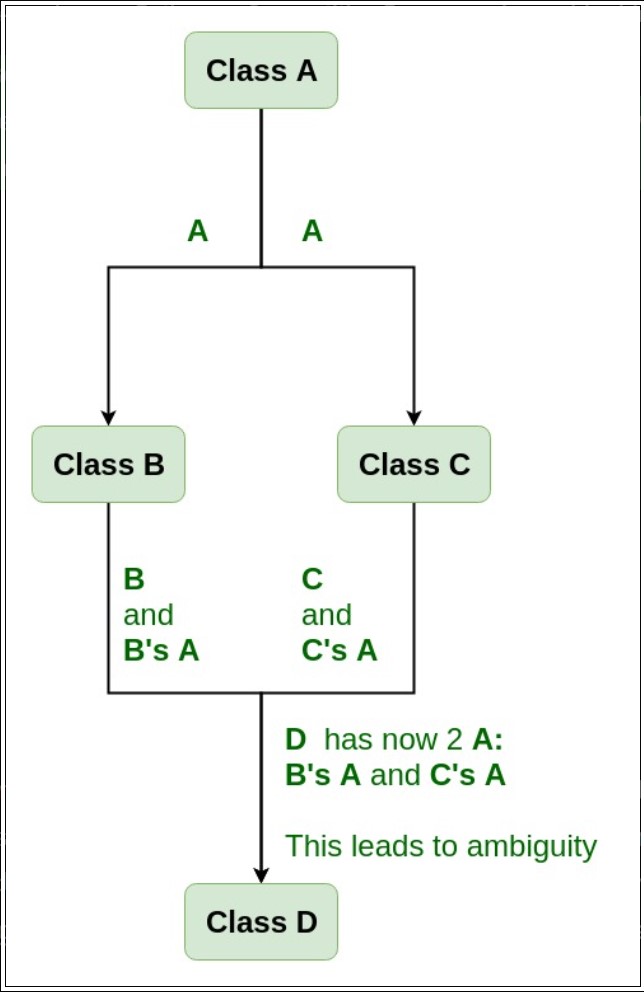 Class A
A A
Class B Class C
B
and
B's A
C
and
C's A
D has now 2 A:
B's A and C's A
This leads to ambiguity
Class D